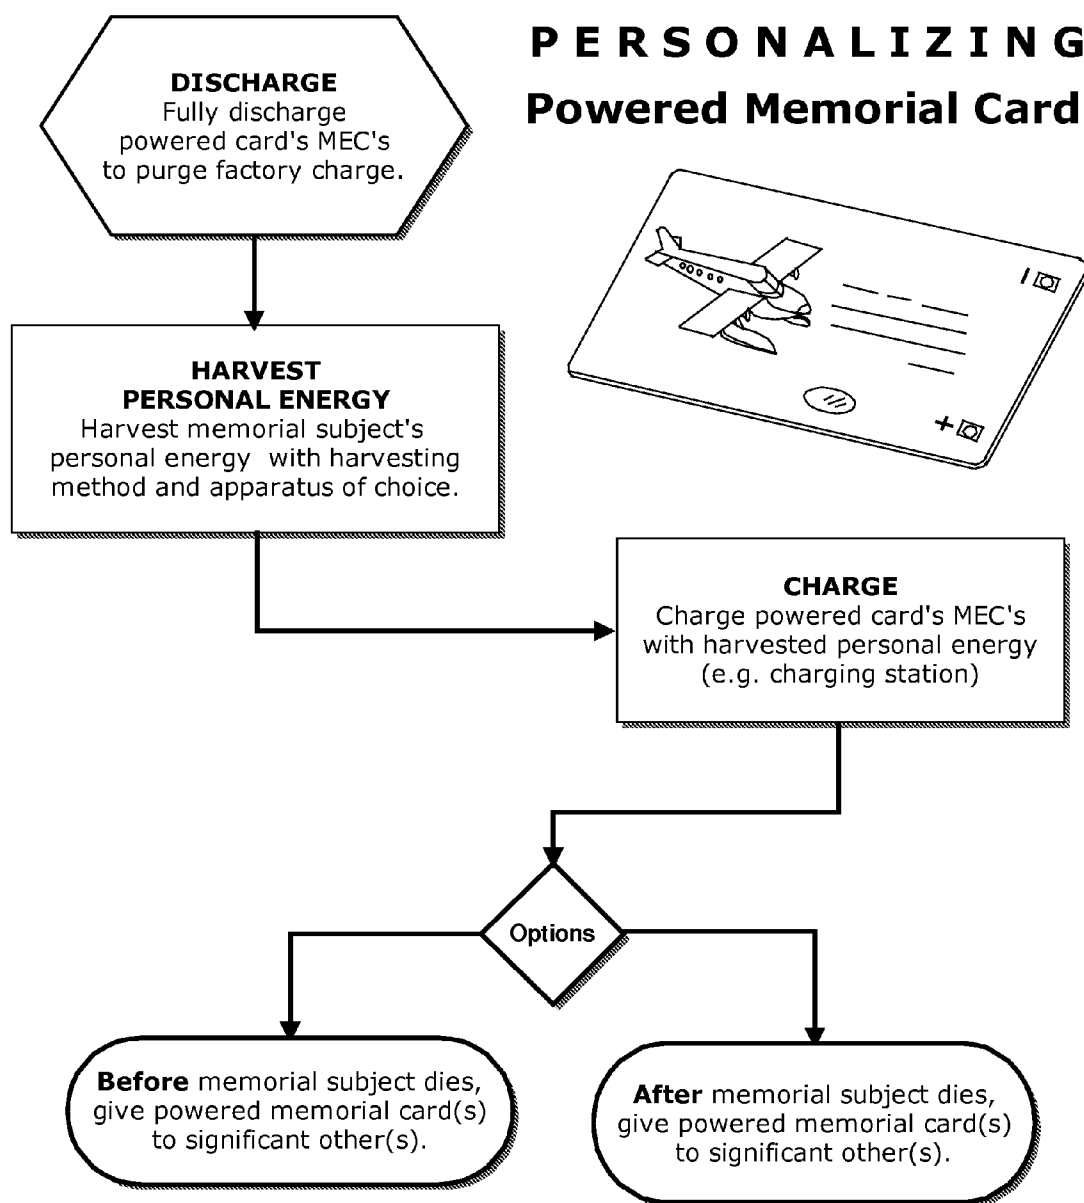 P E R S O N A L I Z I N G
Powered Memorial Card
DISCHARGE
Fully discharge
powered card's MEC's
to purge factory charge.
HARVEST
PERSONAL ENERGY
Harvest memorial subject's
personal energy with harvesting
method and apparatus of choice.
CHARGE
Charge powered card's MEC's
with harvested personal energy
(e.g. charging station)
Options
Before memorial subject dies,
give powered memorial card(s)
to significant other(s).
After memorial subject dies,
give powered memorial card(s)
to significant other(s).